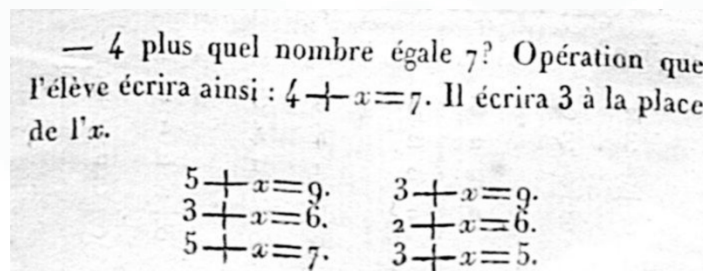 — 4 plus quel nombre égale 7? Opération que
l'élève écrira ainsi : 4+x=7. Il écrira 3 à la place
de l'x.
5+x=9. 3+x=9.
3+x=6. 2+x=6.
5+x=7. 3+x=5.